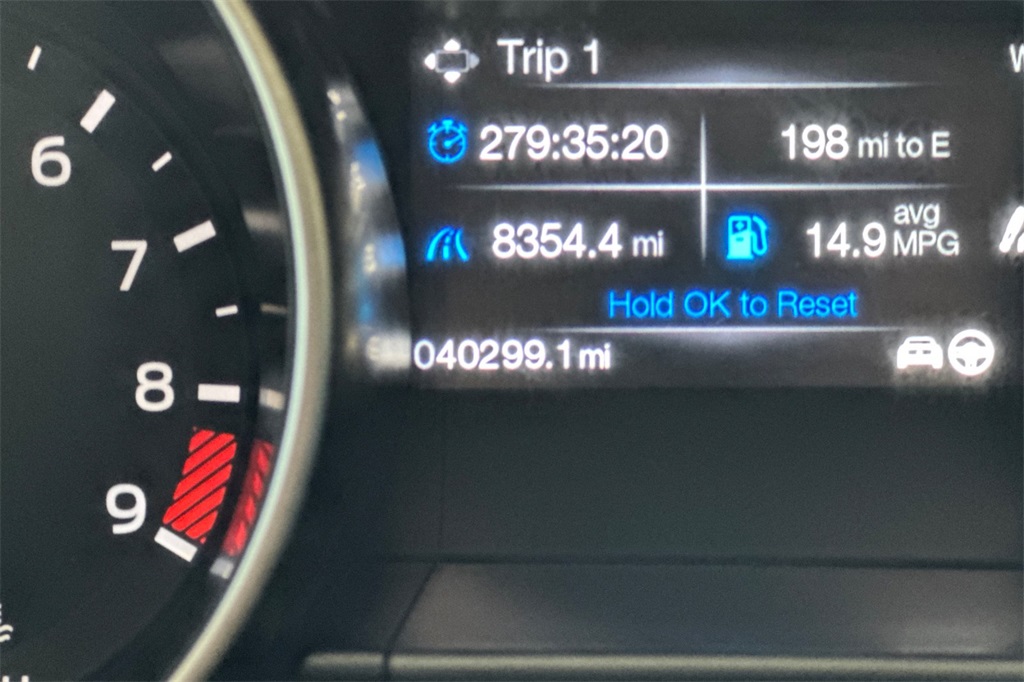 Trip 1
279:35:20
198 mi to E
8354.4 mi
14.9 avg MPG
Hold OK to Reset
040299.1 mi
6
7
8
9